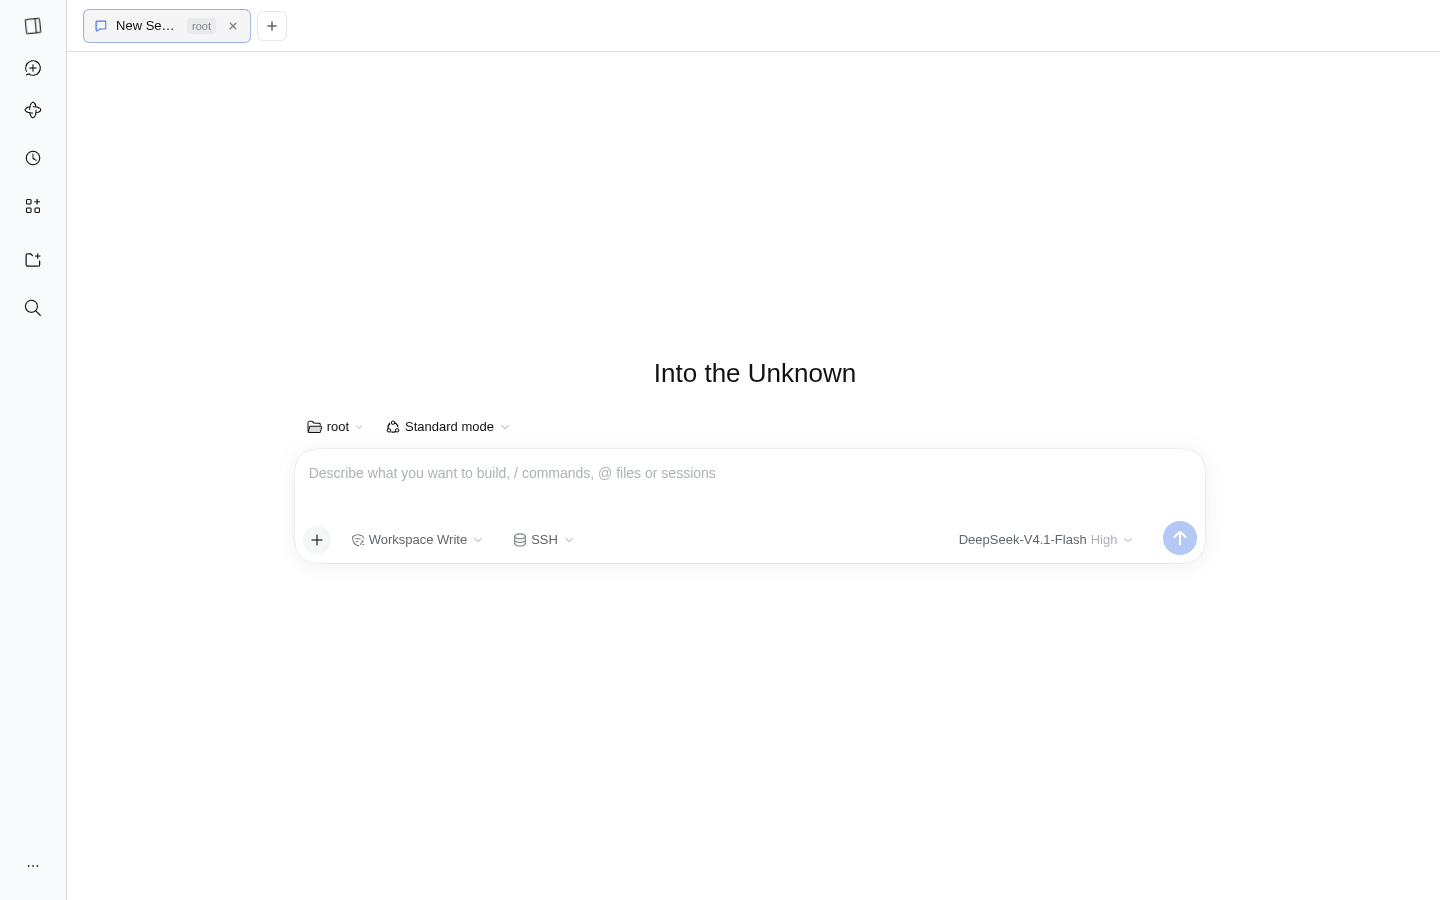 New Se…
root
Into the Unknown
root
Standard mode
Describe what you want to build, / commands, @ files or sessions
Workspace Write
SSH
DeepSeek-V4.1-Flash High